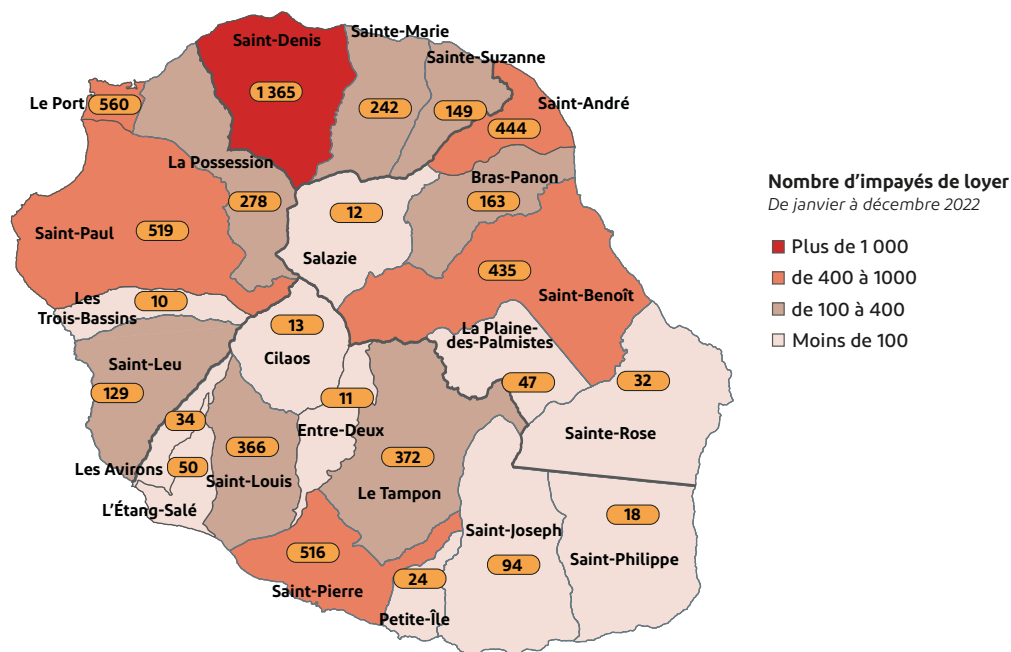 Sainte-Marie
Saint-Denis
Sainte-Suzanne
1 365
Le Port
560
242
149
Saint-André
444
La Possession
278
Bras-Panon
163
12
Salazie
Saint-Paul
519
435
Saint-Benoît
10
Les
Trois-Bassins
13
Cilaos
La Plaine-
des-Palmistes
47
32
Sainte-Rose
Saint-Leu
129
11
Entre-Deux
34
Les Avirons
50
L'Étang-Salé
366
Saint-Louis
372
Le Tampon
Saint-Joseph
94
18
Saint-Philippe
516
Saint-Pierre
24
Petite-Île
Nombre d'impayés de loyer
De janvier à décembre 2022
Plus de 1 000
de 400 à 1000
de 100 à 400
Moins de 100